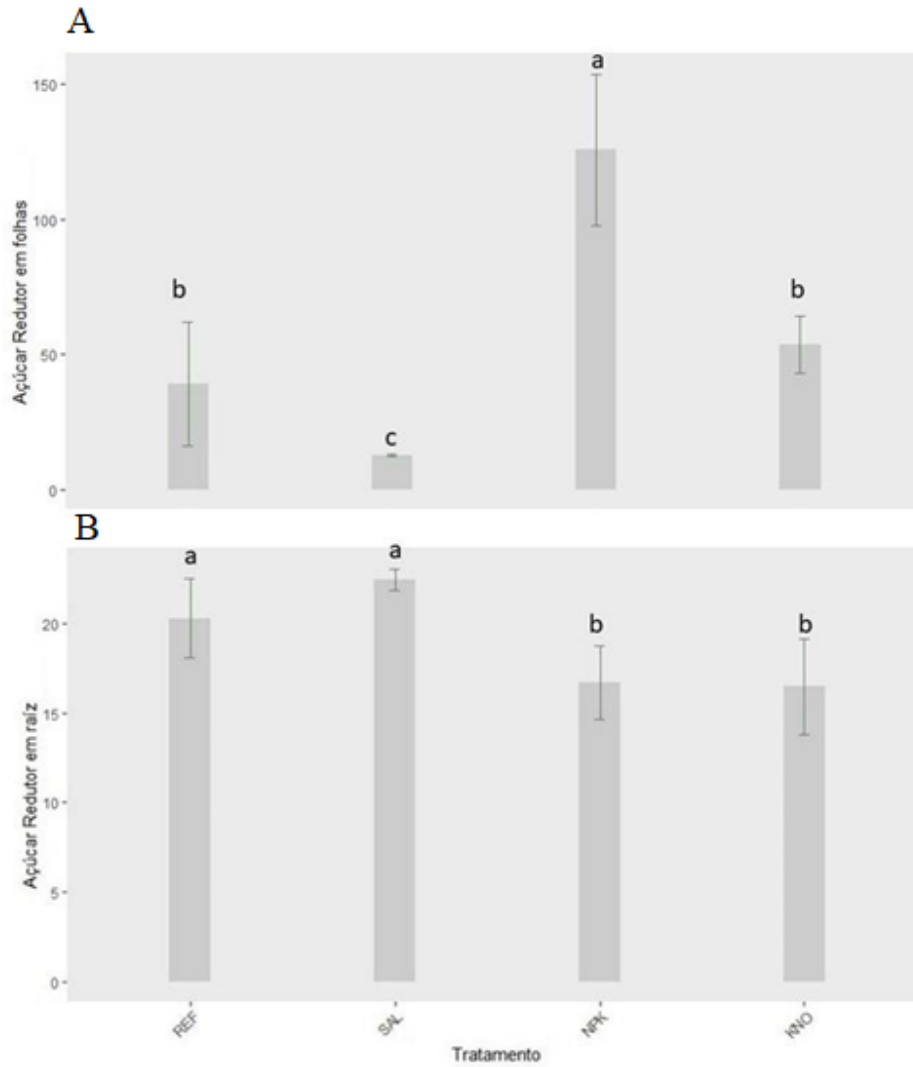 A
Açúcar Redutor em folhas
150
100
50
0
b
c
a
b
B
Açúcar Redutor em raíz
20
15
10
5
0
a
a
b
b
REF
SAL
NPK
KNO
Tratamento